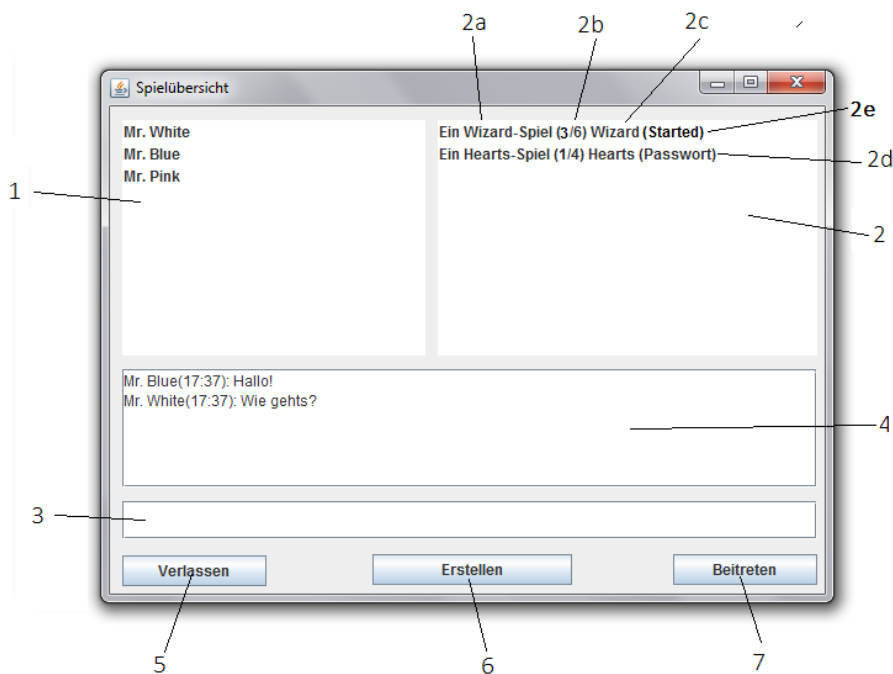 2a 2b 2c
Spielübersicht
Mr. White
Mr. Blue
Mr. Pink
Ein Wizard-Spiel (3/6) Wizard (Started)
Ein Hearts-Spiel (1/4) Hearts (Passwort)
2e
2d
1
2
Mr. Blue(17:37): Hallo!
Mr. White(17:37): Wie gehts?
4
3
Verlassen Erstellen Beitreten
5 6 7